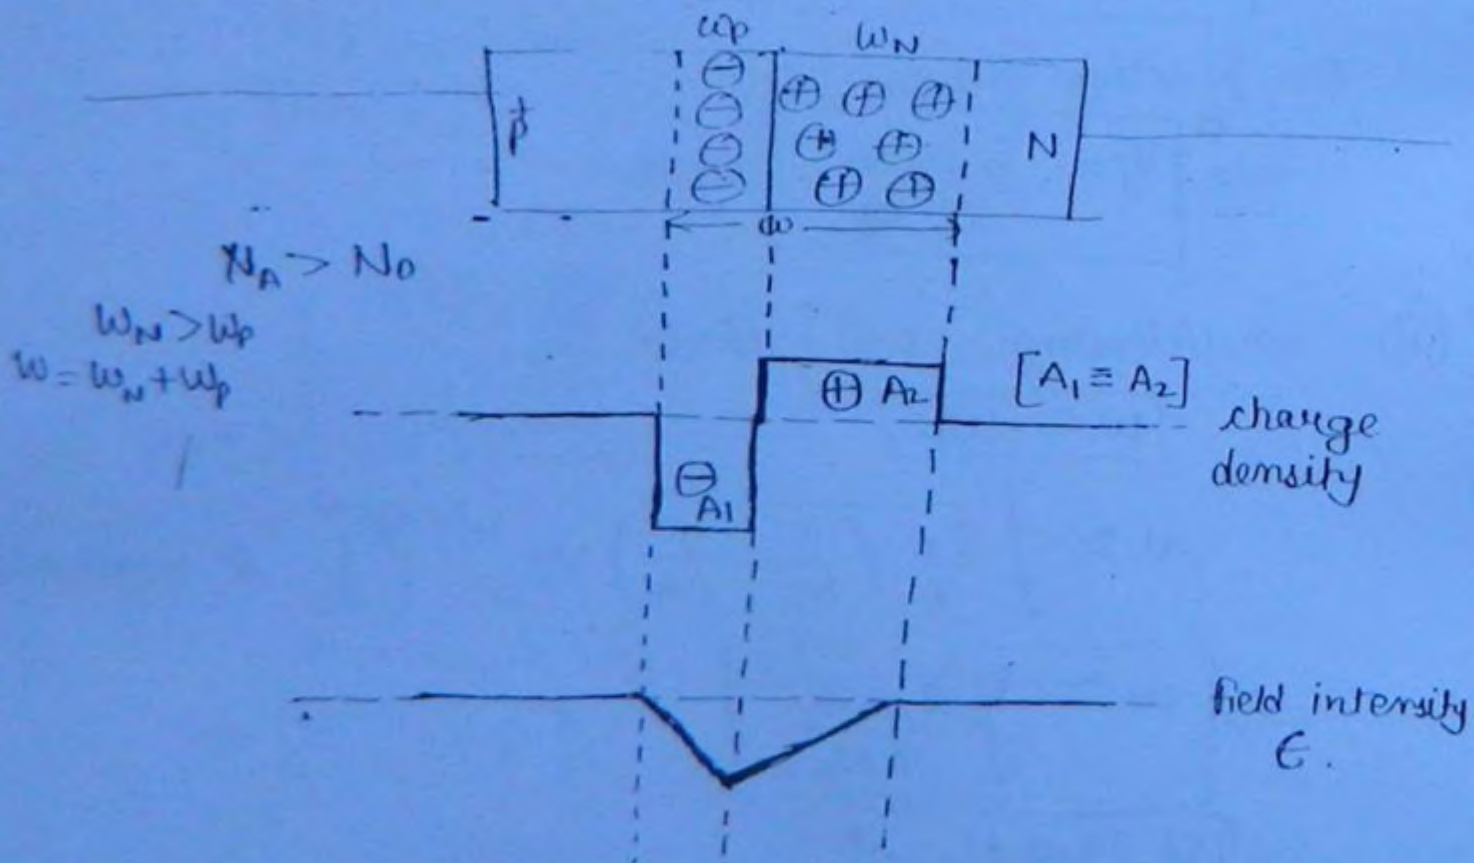 wp wN
P+ ⊖ ⊕ ⊕ ⊕ N
⊖ ⊕ ⊕
⊖ ⊕ ⊕
⊖
w
NA > ND
WN > Wp
W = WN + Wp
⊕ A2 [A1 ≡ A2]
charge
density
⊖
A1
field intensity
ϵ.